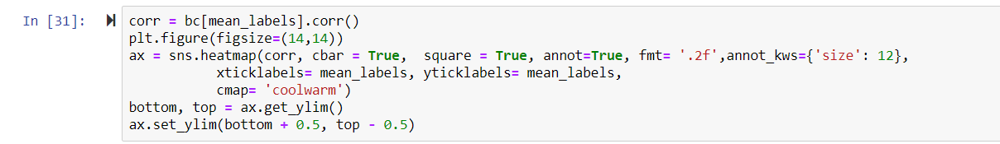 In [31]: corr = bc[mean_labels].corr()
plt.figure(figsize=(14,14))
ax = sns.heatmap(corr, cbar = True,  square = True, annot=True, fmt= '.2f',annot_kws={'size': 12},
           xticklabels= mean_labels, yticklabels= mean_labels,
           cmap= 'coolwarm')
bottom, top = ax.get_ylim()
ax.set_ylim(bottom + 0.5, top - 0.5)